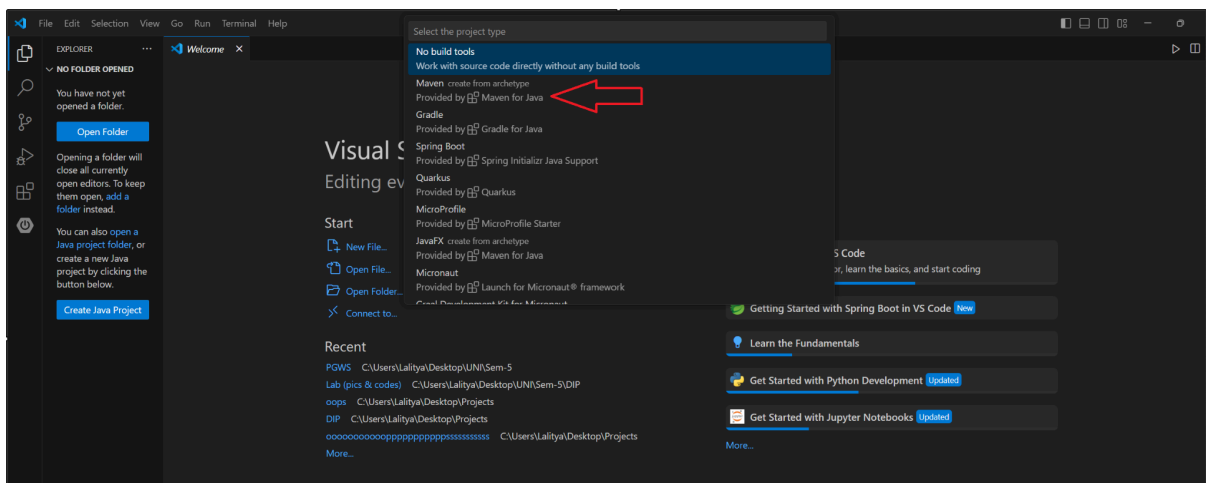 File Edit Selection View Go Run Terminal Help
EXPLORER
Welcome
NO FOLDER OPENED
You have not yet
opened a folder.
Open Folder
Opening a folder will
close all currently
open editors. To keep
them open, add a
folder instead.
You can also open a
Java project folder, or
create a new Java
project by clicking the
button below.
Create Java Project
Select the project type
No build tools
Work with source code directly without any build tools
Maven create from archetype
Provided by Maven for Java
Gradle
Provided by Gradle for Java
Spring Boot
Provided by Spring Initializr Java Support
Quarkus
Provided by Quarkus
MicroProfile
Provided by MicroProfile Starter
JavaFX create from archetype
Provided by Maven for Java
Micronaut
Provided by Launch for Micronaut® framework
Visual S
Editing ev
Start
New File...
Open File...
Open Folder...
Connect to...
Recent
PGWS C:\Users\Lalitya\Desktop\UNI\Sem-5
Lab (pics & codes) C:\Users\Lalitya\Desktop\UNI\Sem-5\DIP
oops C:\Users\Lalitya\Desktop\Projects
DIP C:\Users\Lalitya\Desktop\Projects
C:\Users\Lalitya\Desktop\Projects
More...
Code
, learn the basics, and start coding
Getting Started with Spring Boot in VS Code New
Learn the Fundamentals
Get Started with Python Development Updated
Get Started with Jupyter Notebooks Updated
More...